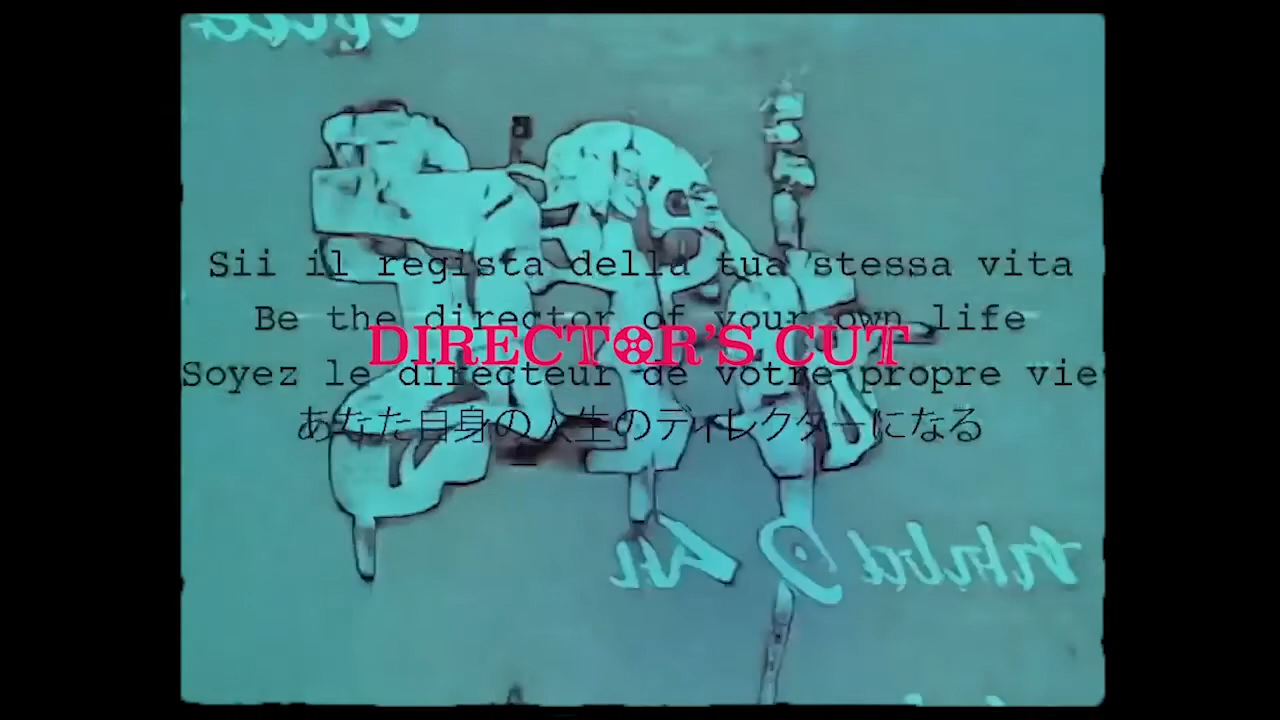 Sii il regista della tua stessa vita
Be the director of your own life
DIRECTOR'S CUT
Soyez le directeur de votre propre vie
あなた自身の人生のディレクターになる